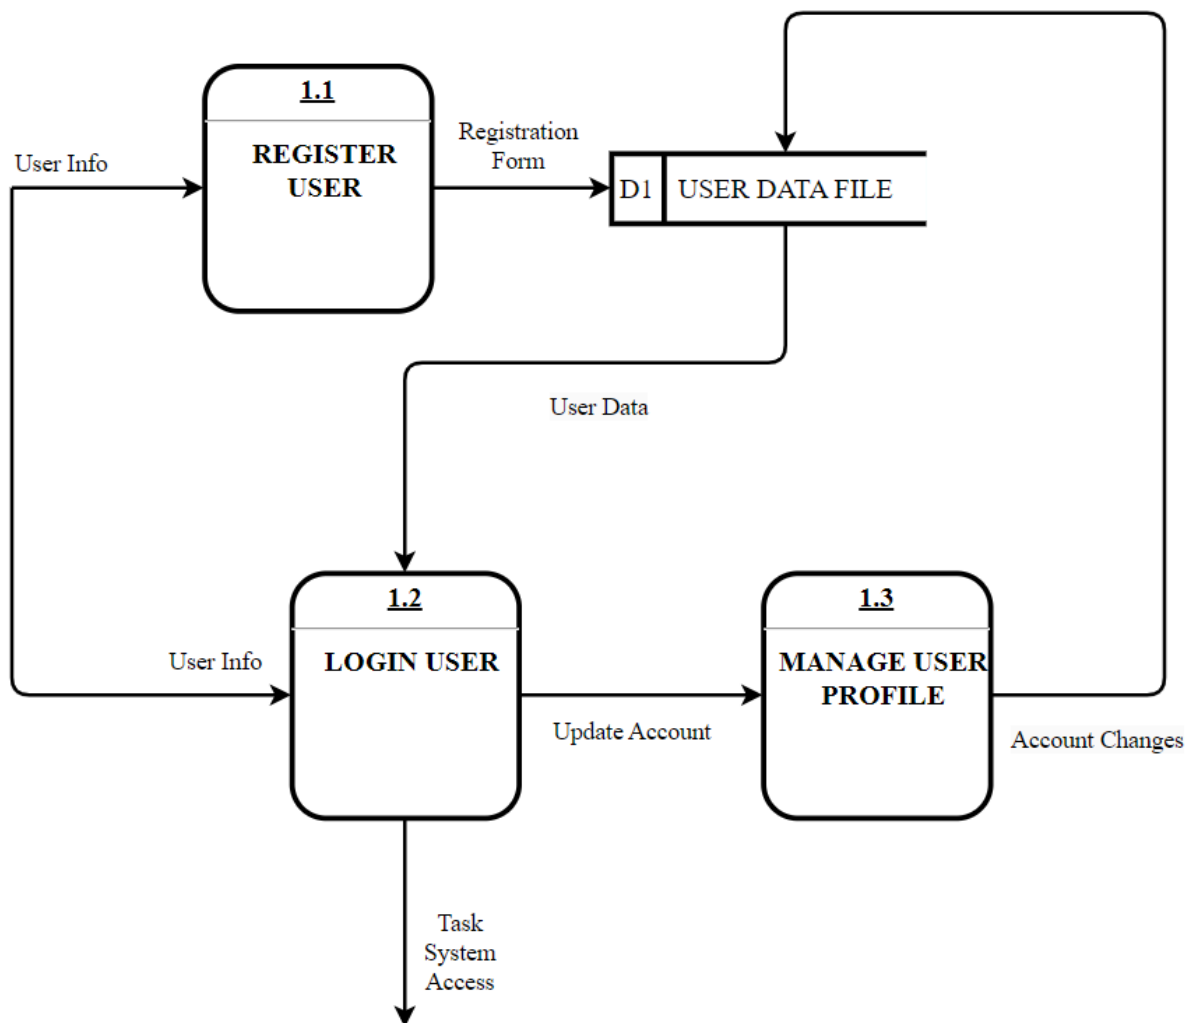 1.1
REGISTER
USER
User Info
Registration
Form
D1
USER DATA FILE
User Data
1.2
LOGIN USER
User Info
Update Account
1.3
MANAGE USER
PROFILE
Account Changes
Task
System
Access